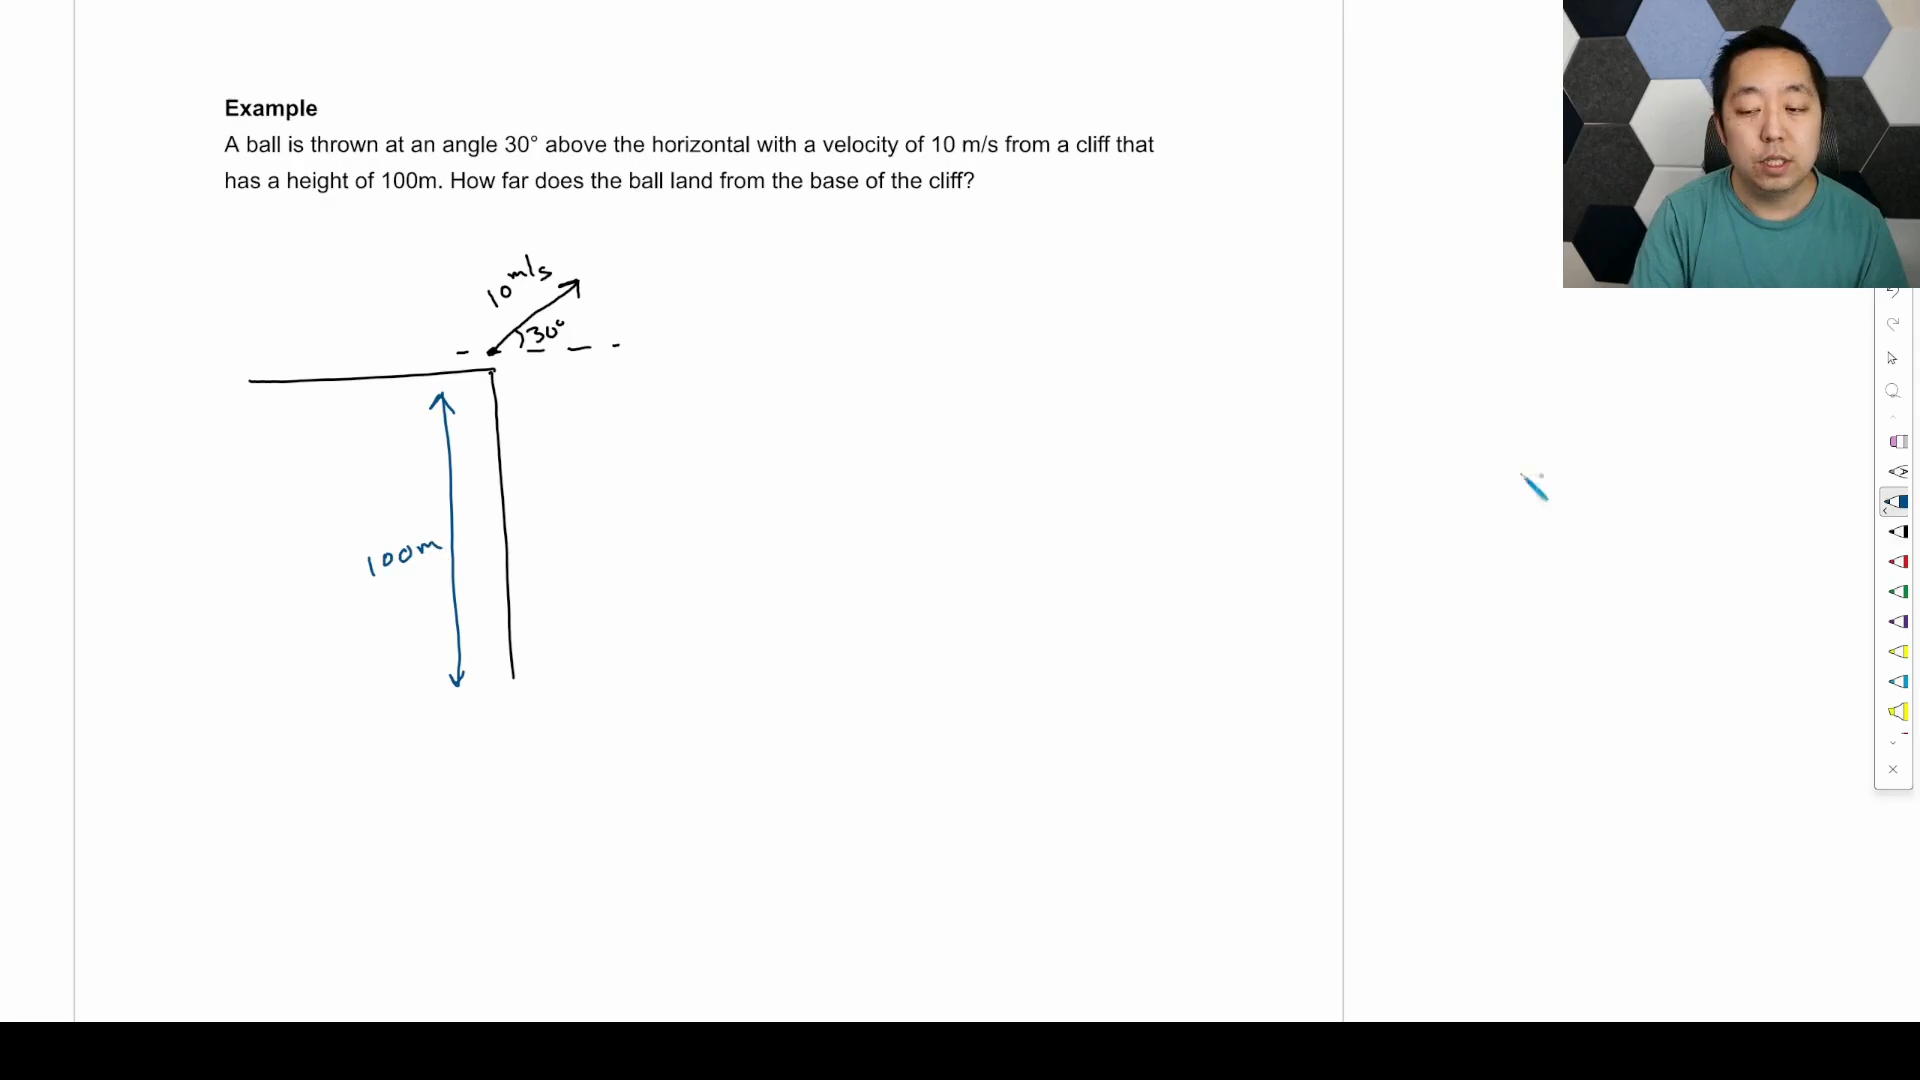 Example
A ball is thrown at an angle 30° above the horizontal with a velocity of 10 m/s from a cliff that
has a height of 100m. How far does the ball land from the base of the cliff?
10 m/s
30°
100m